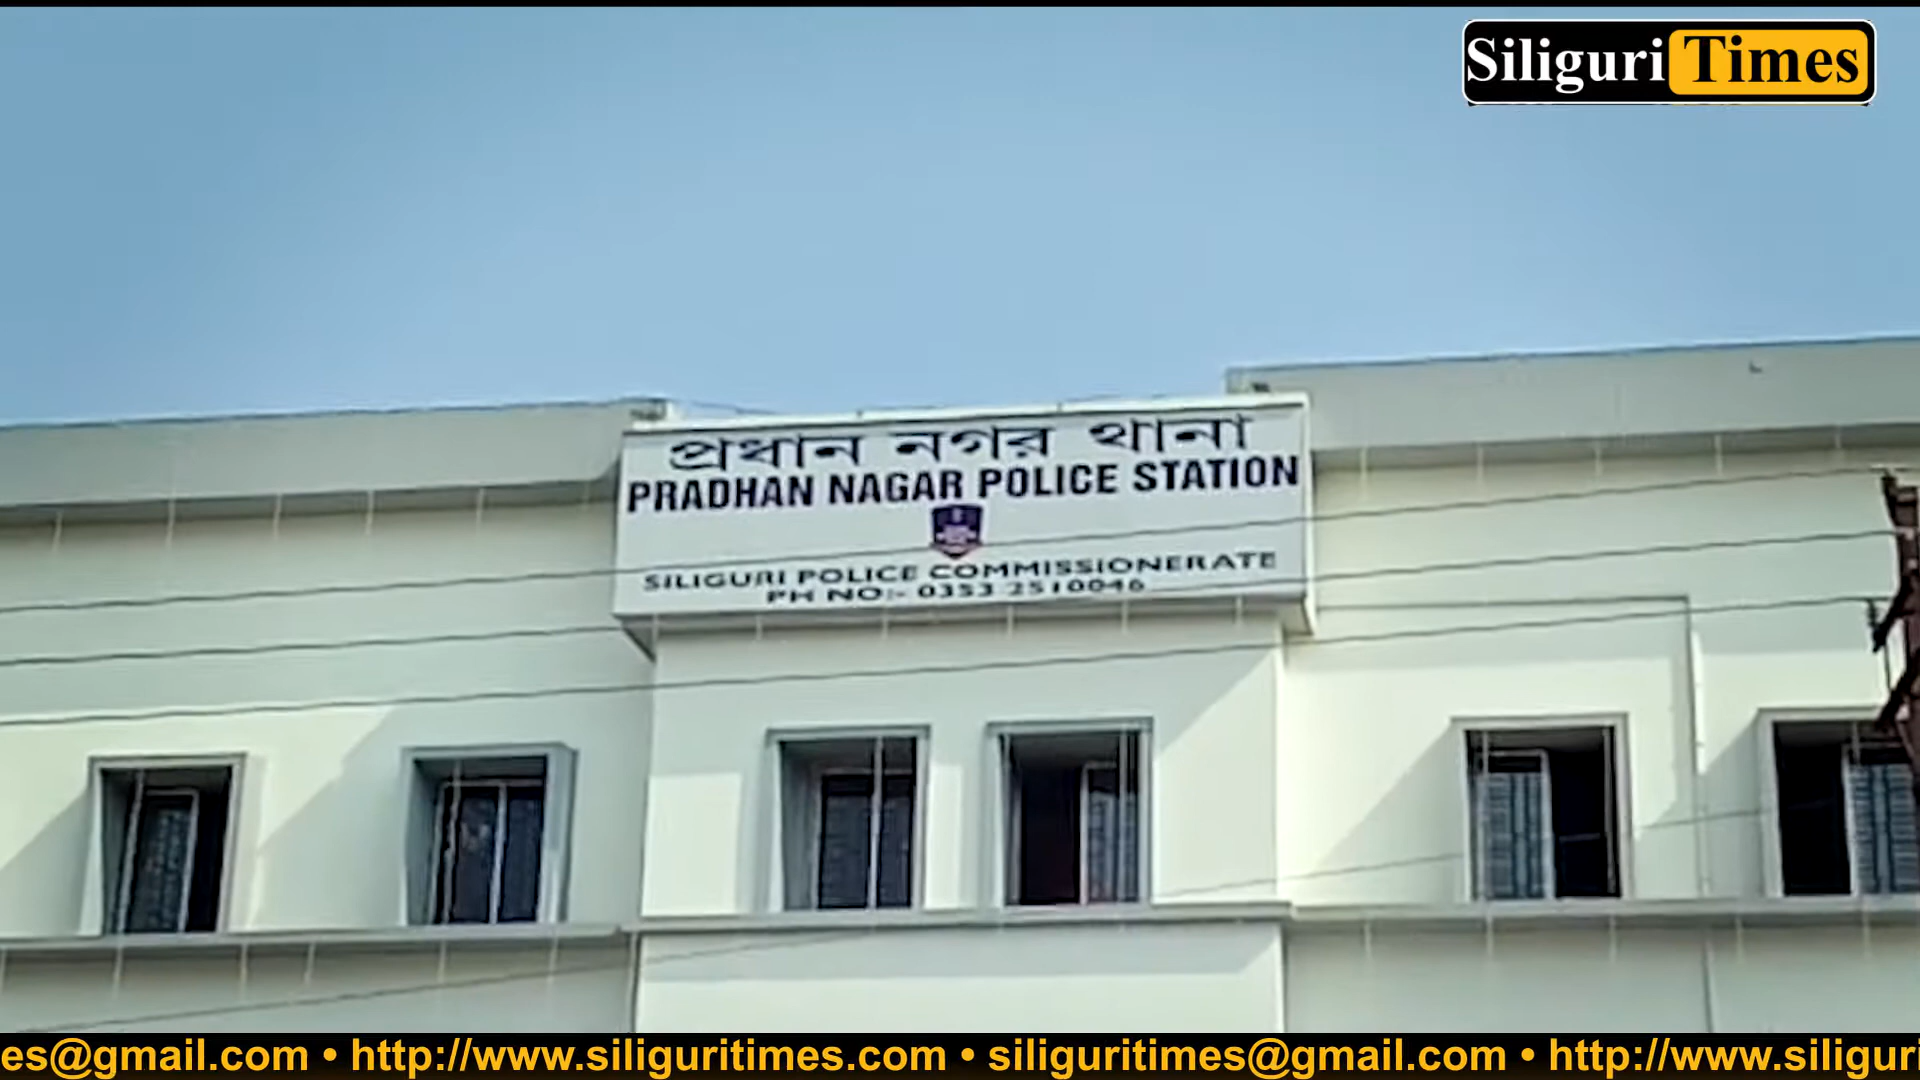 Siliguri Times
প্রধান নগর থানা
PRADHAN NAGAR POLICE STATION
SILIGURI POLICE COMMISSIONERATE
PH NO:- 0353 2510046
es@gmail.com • http://www.siliguritimes.com • siliguritimes@gmail.com • http://www.siliguri